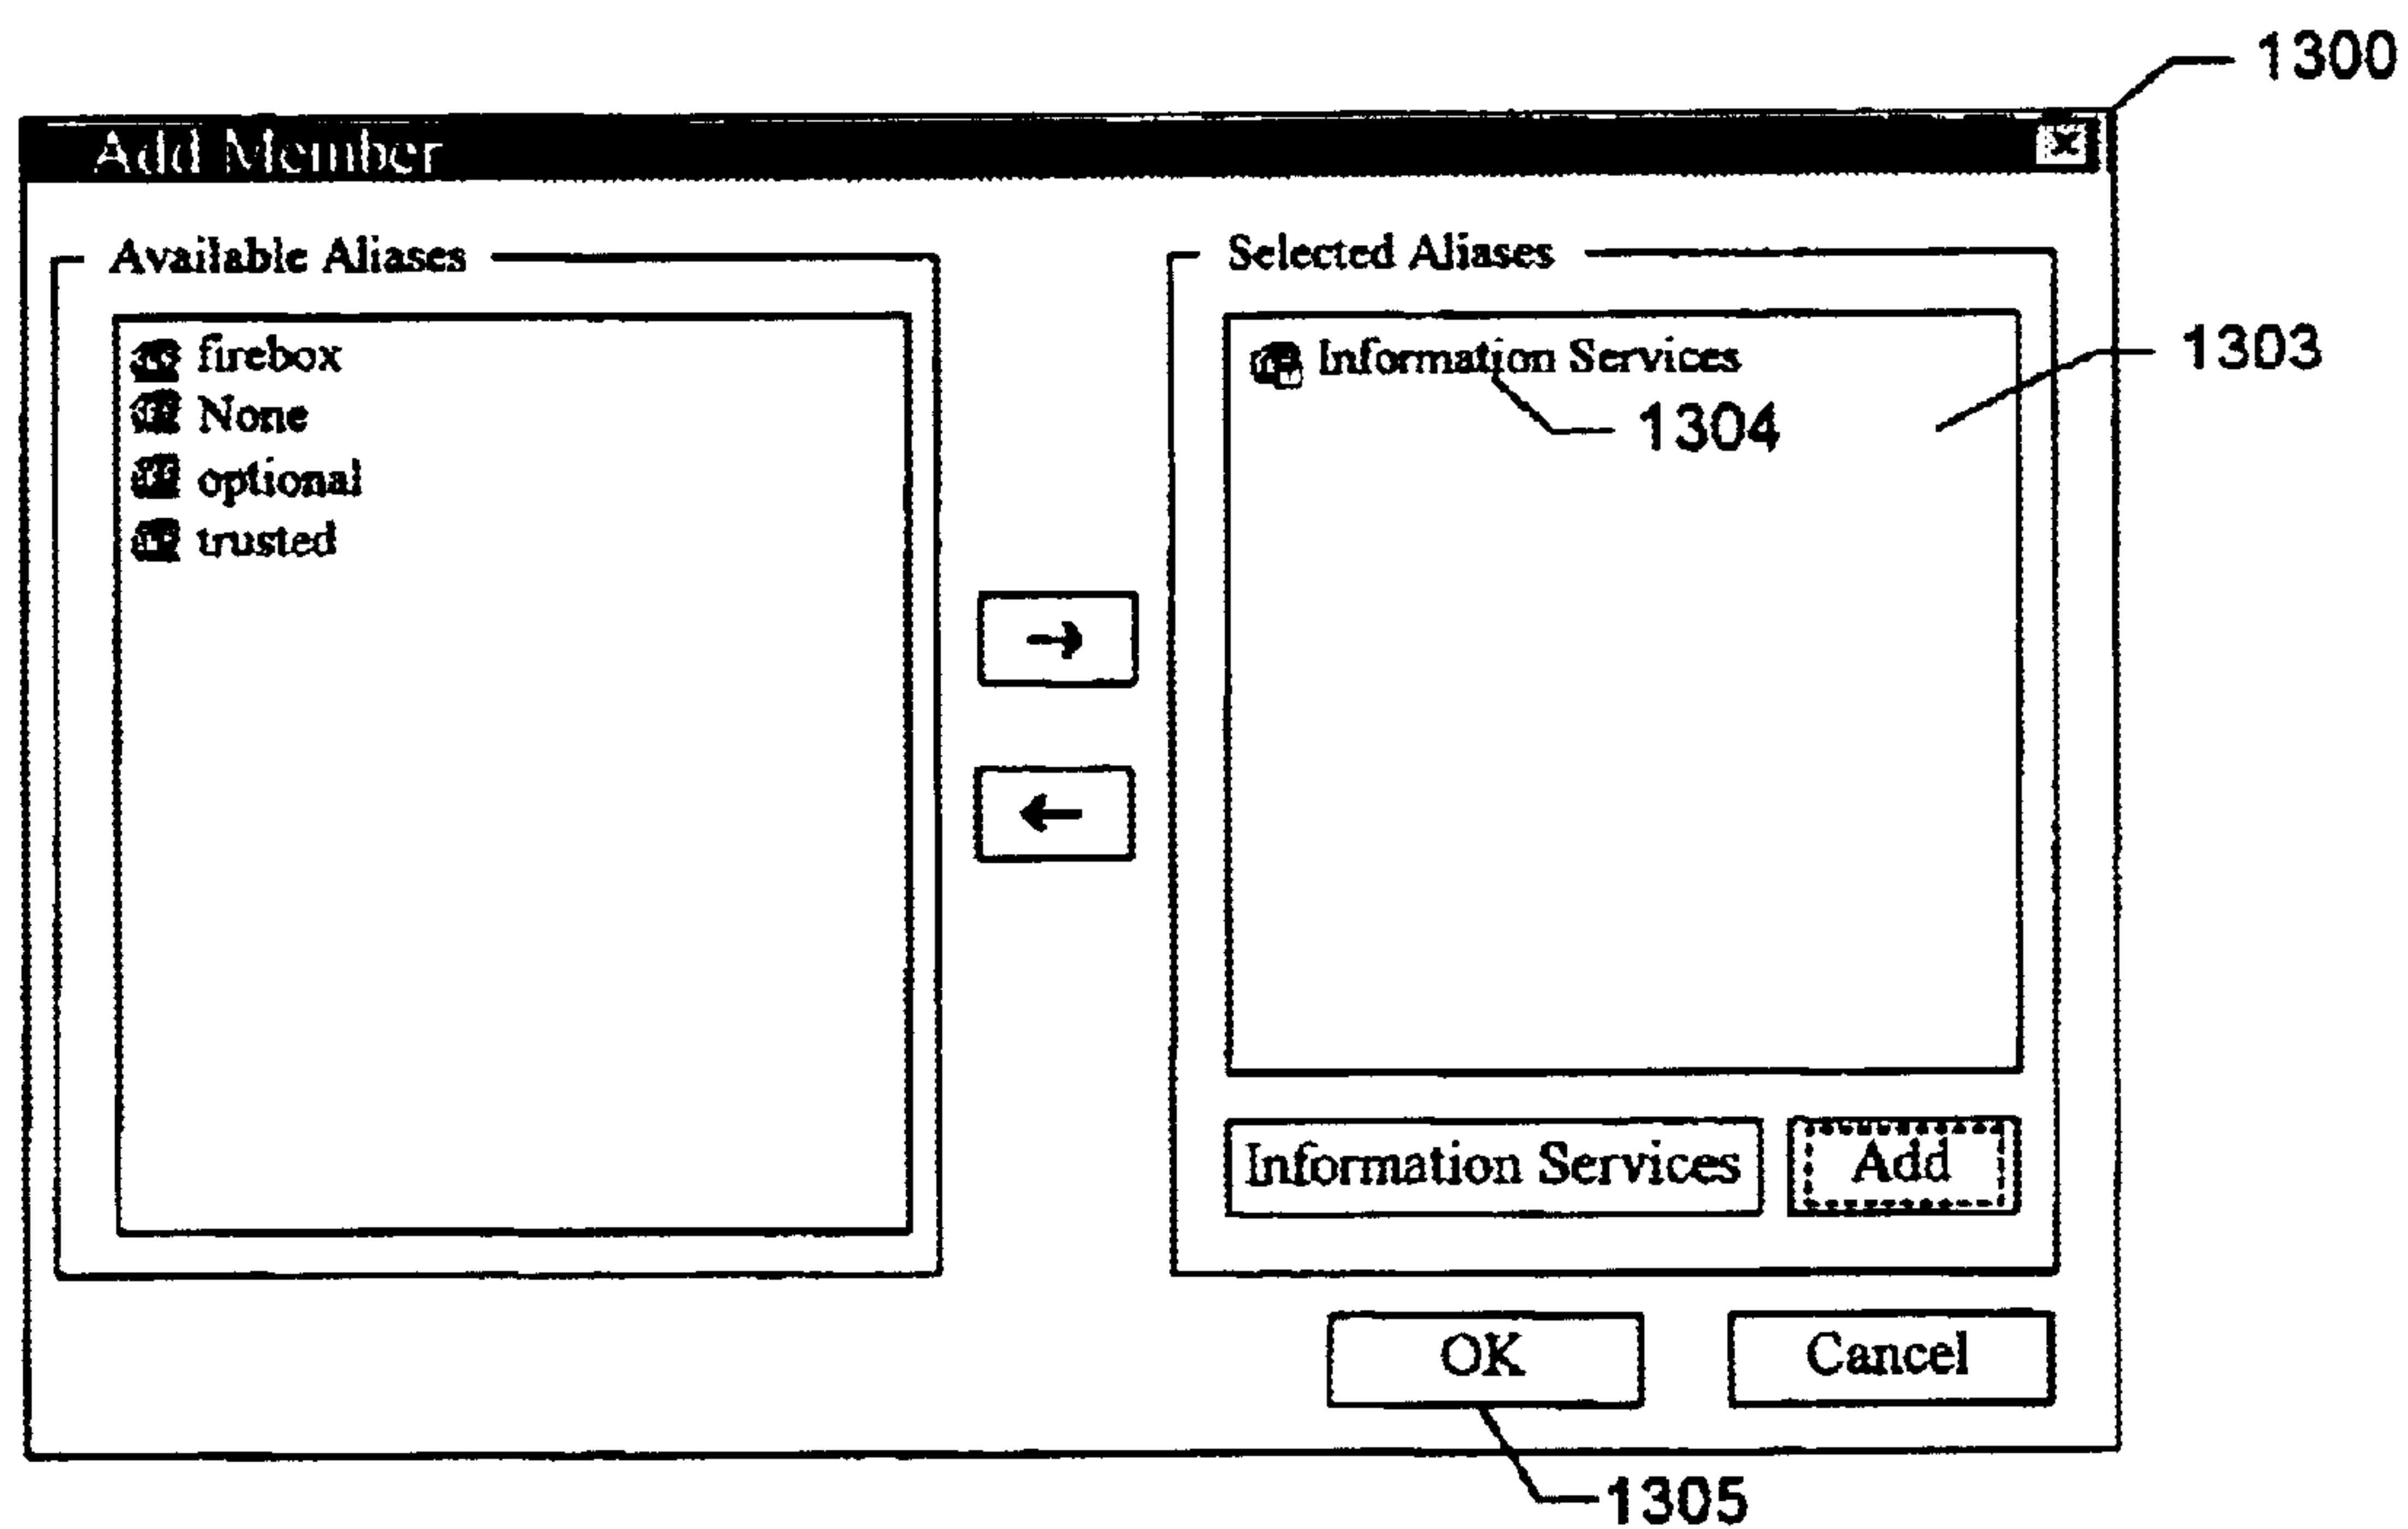 1300
Add Member
Available Aliases
firebox
None
optional
trusted
→
←
Selected Aliases
Information Services
1303
1304
Information Services
Add
OK
Cancel
1305